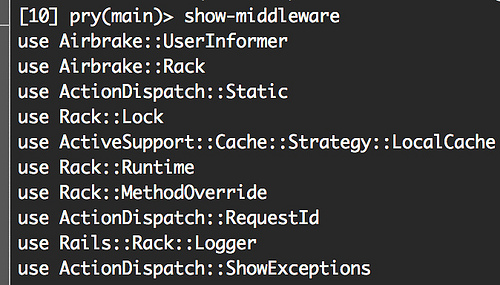 [10] pry(main)> show-middleware
use Airbrake::UserInformer
use Airbrake::Rack
use ActionDispatch::Static
use Rack::Lock
use ActiveSupport::Cache::Strategy::LocalCache
use Rack::Runtime
use Rack::MethodOverride
use ActionDispatch::RequestId
use Rails::Rack::Logger
use ActionDispatch::ShowExceptions